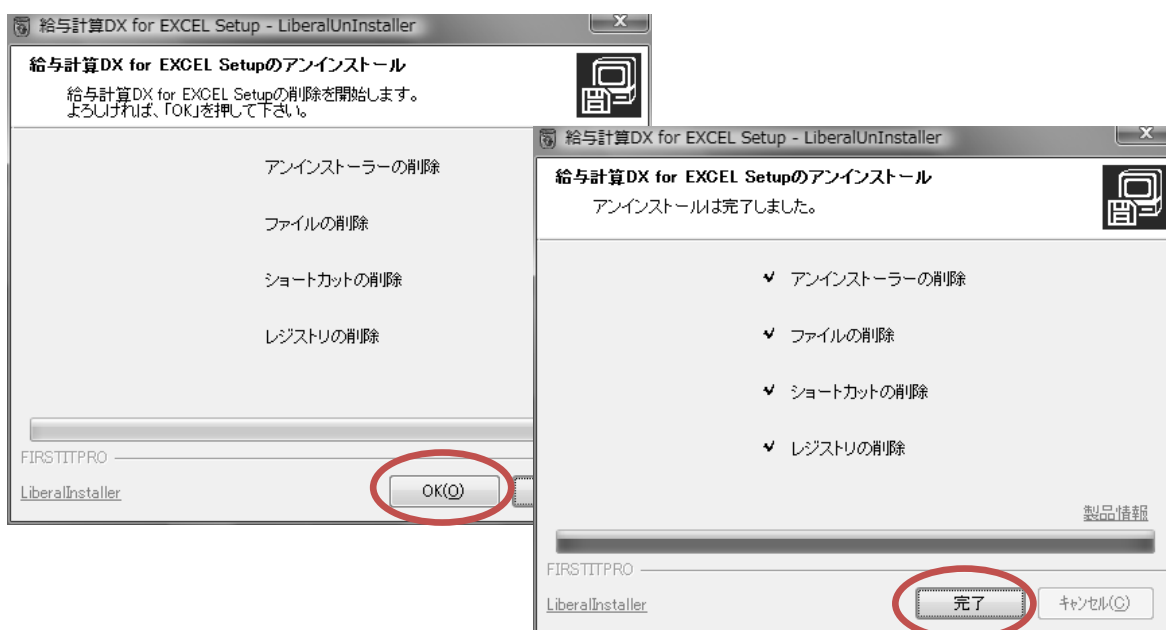 給与計算DX for EXCEL Setup - LiberalUnInstaller
給与計算DX for EXCEL Setupのアンインストール
給与計算DX for EXCEL Setupの削除を開始します。
よろしければ、「OK」を押して下さい。
アンインストーラーの削除
ファイルの削除
ショートカットの削除
レジストリの削除
FIRSTITPRO
LiberalInstaller
OK(O)
給与計算DX for EXCEL Setup - LiberalUnInstaller
給与計算DX for EXCEL Setupのアンインストール
アンインストールは完了しました。
アンインストーラーの削除
ファイルの削除
ショートカットの削除
レジストリの削除
製品情報
FIRSTITPRO
LiberalInstaller
完了
キャンセル(C)